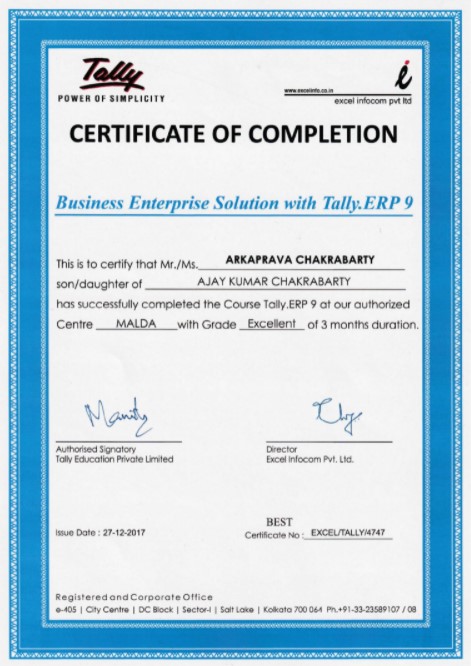 Tally
POWER OF SIMPLICITY
www.excelinfo.co.in
excel infocom pvt ltd
CERTIFICATE OF COMPLETION
Business Enterprise Solution with Tally.ERP 9
This is to certify that Mr./Ms. ARKAPRAVA CHAKRABARTY
son/daughter of AJAY KUMAR CHAKRABARTY
has successfully completed the Course Tally.ERP 9 at our authorized
Centre MALDA with Grade Excellent of 3 months duration.
Authorised Signatory
Tally Education Private Limited
Director
Excel Infocom Pvt. Ltd.
Issue Date : 27-12-2017
BEST
Certificate No : EXCEL/TALLY/4747
Registered and Corporate Office
e-405 | City Centre | DC Block | Sector-I | Salt Lake | Kolkata 700 064 Ph.+91-33-23589107 / 08